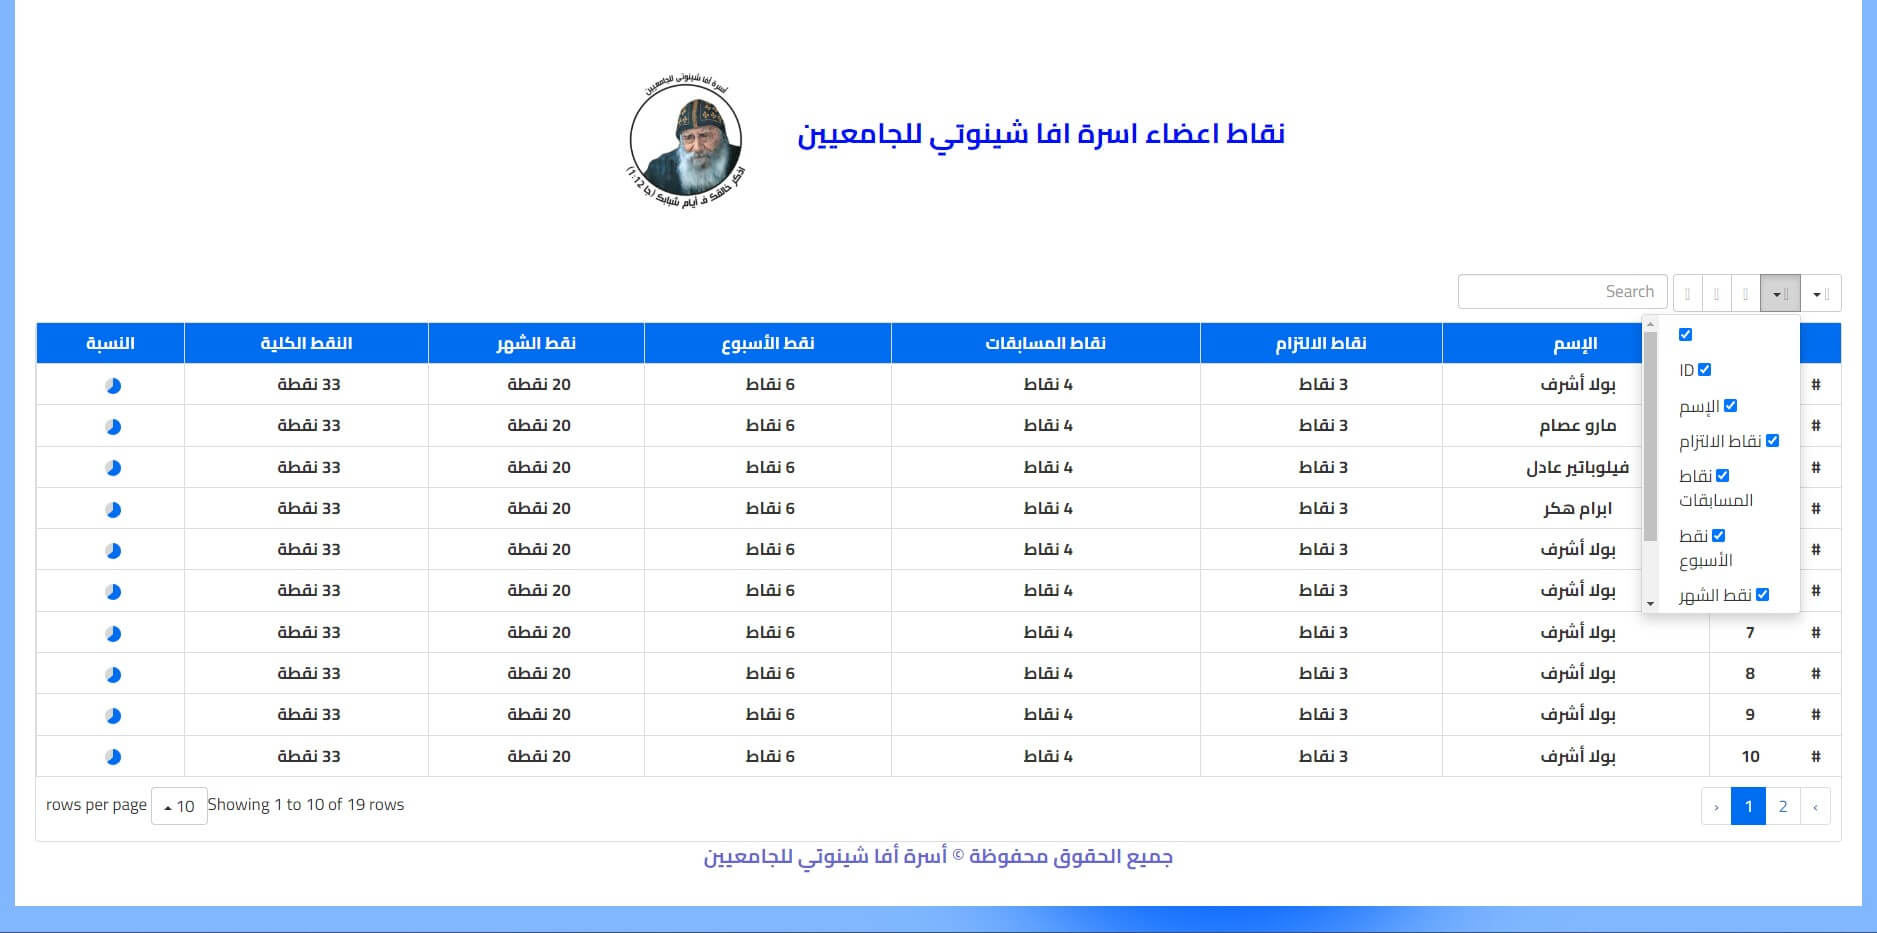 أسرة أفا شينوتي للجامعيين
اذكر خالقك ف أيام شبابك (جا 1:12)
نقاط اعضاء اسرة افا شينوتي للجامعيين
Search
الإسم
نقاط الالتزام
نقاط المسابقات
نقط الأسبوع
نقط الشهر
النقط الكلية
النسبة
ID
الإسم
نقاط الالتزام
نقاط
المسابقات
نقط
الأسبوع
نقط الشهر
# بولا أشرف 3 نقاط 4 نقاط 6 نقاط 20 نقطة 33 نقطة
# مارو عصام 3 نقاط 4 نقاط 6 نقاط 20 نقطة 33 نقطة
# فيلوباتير عادل 3 نقاط 4 نقاط 6 نقاط 20 نقطة 33 نقطة
# ابرام هكر 3 نقاط 4 نقاط 6 نقاط 20 نقطة 33 نقطة
# بولا أشرف 3 نقاط 4 نقاط 6 نقاط 20 نقطة 33 نقطة
# بولا أشرف 3 نقاط 4 نقاط 6 نقاط 20 نقطة 33 نقطة
# 7 بولا أشرف 3 نقاط 4 نقاط 6 نقاط 20 نقطة 33 نقطة
# 8 بولا أشرف 3 نقاط 4 نقاط 6 نقاط 20 نقطة 33 نقطة
# 9 بولا أشرف 3 نقاط 4 نقاط 6 نقاط 20 نقطة 33 نقطة
# 10 بولا أشرف 3 نقاط 4 نقاط 6 نقاط 20 نقطة 33 نقطة
rows per page 10 Showing 1 to 10 of 19 rows
› 1 2 ‹
جميع الحقوق محفوظة © أسرة أفا شينوتي للجامعيين